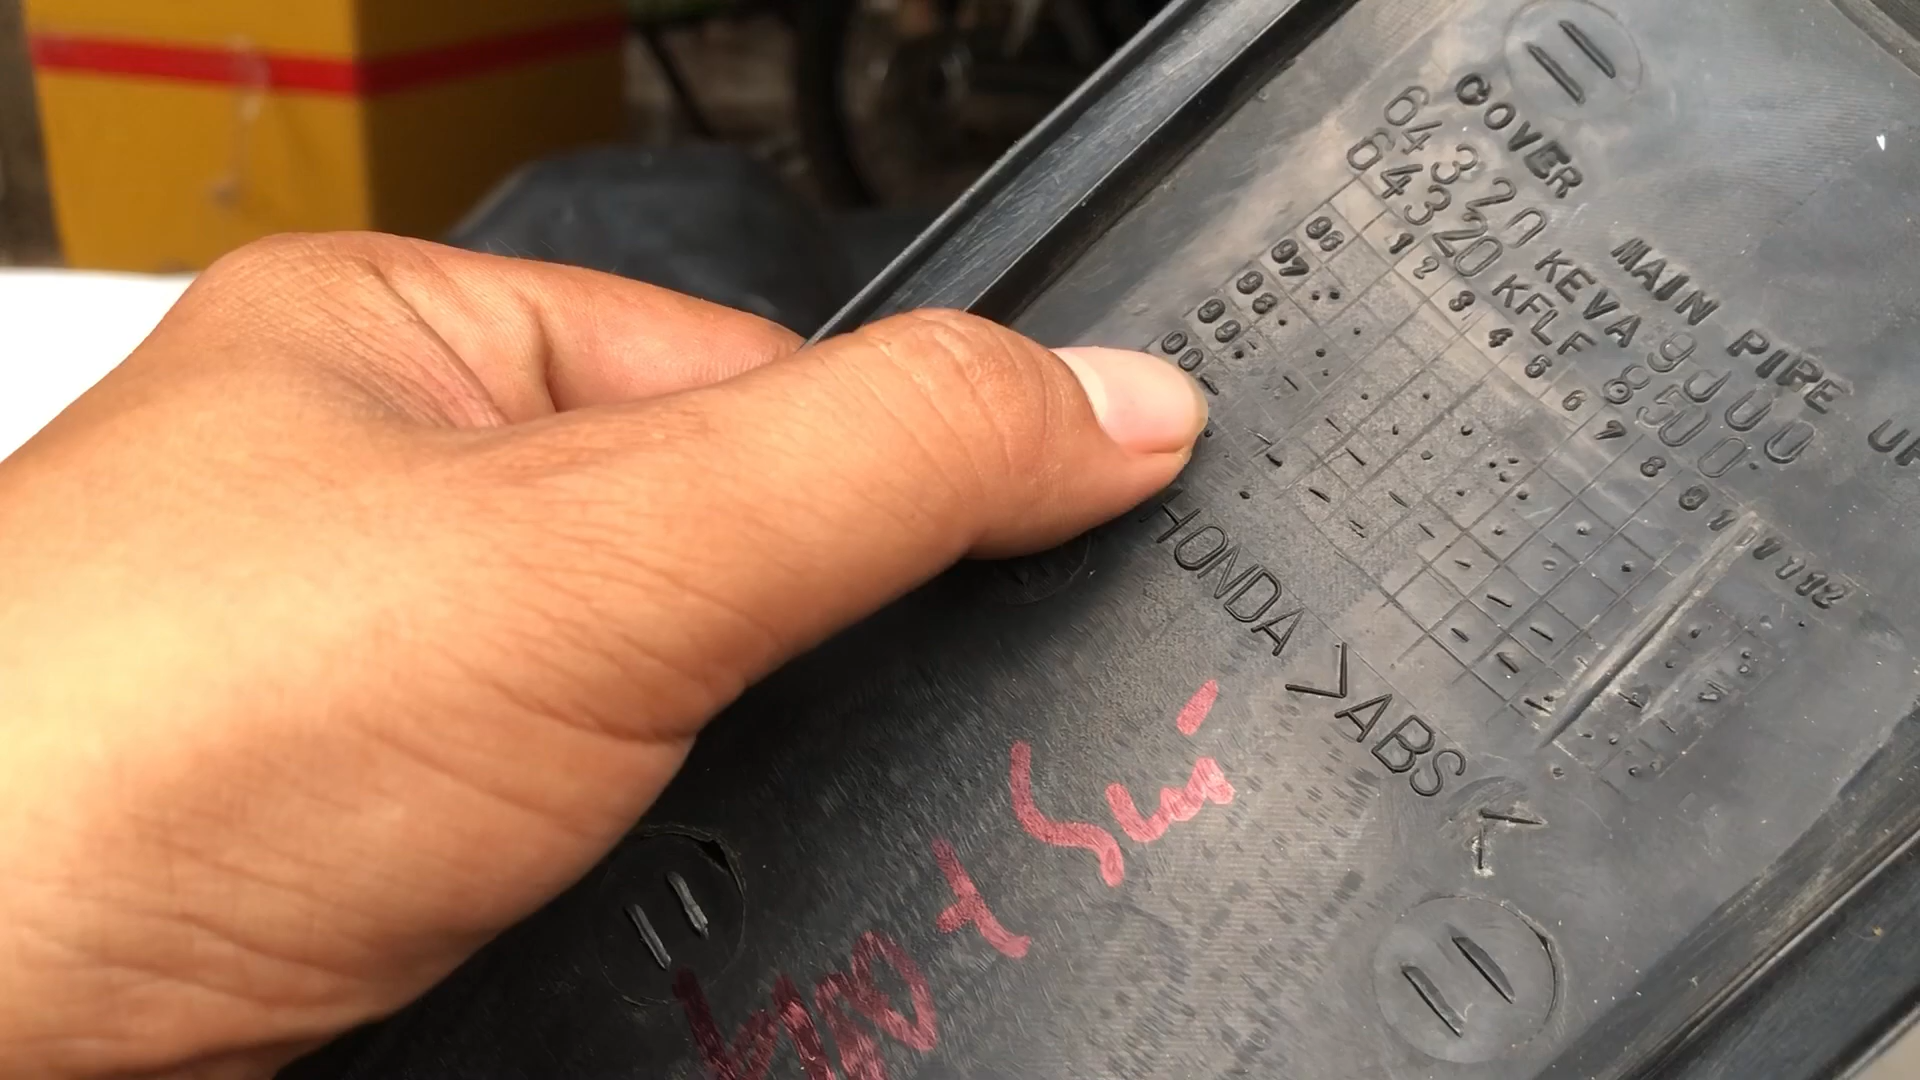 COVER MAIN PIPE UP
64320 KEVA 9000
64320 KFLF 8500
1 2 3 4 5 6 7 8 9
96
97
98
99
00
HONDA >ABS<